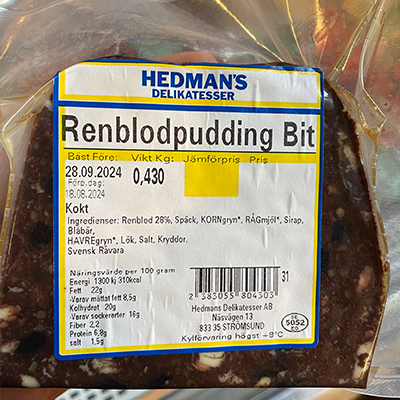 HEDMAN'S
DELIKATESSER
Renblodpudding Bit
Bäst Före: Vikt Kg: Jämförpris Pris
28.09.2024 0,430
Förp.dag:
18.08.2024
Kokt
Ingredienser: Renblod 28%, Späck, KORNgryn*, RÅGmjöl*, Sirap,
Blåbär,
HAVREgryn*, Lök, Salt, Kryddor.
Svensk Råvara
Näringsvärde per 100 gram
Energi 1300 kj 310kcal
Fett 22g
-Varav mättat fett 8,5g
Kolhydrat 20g
-Varav sockerarter 16g
Fiber 2,2
Protein 6,8g
salt 1,5g
31
2 383055 804303
Hedmans Delikatesser AB
Näsvägen 13
833 35 STRÖMSUND
Kylförvaring högst +8°C
SE
5052
EG